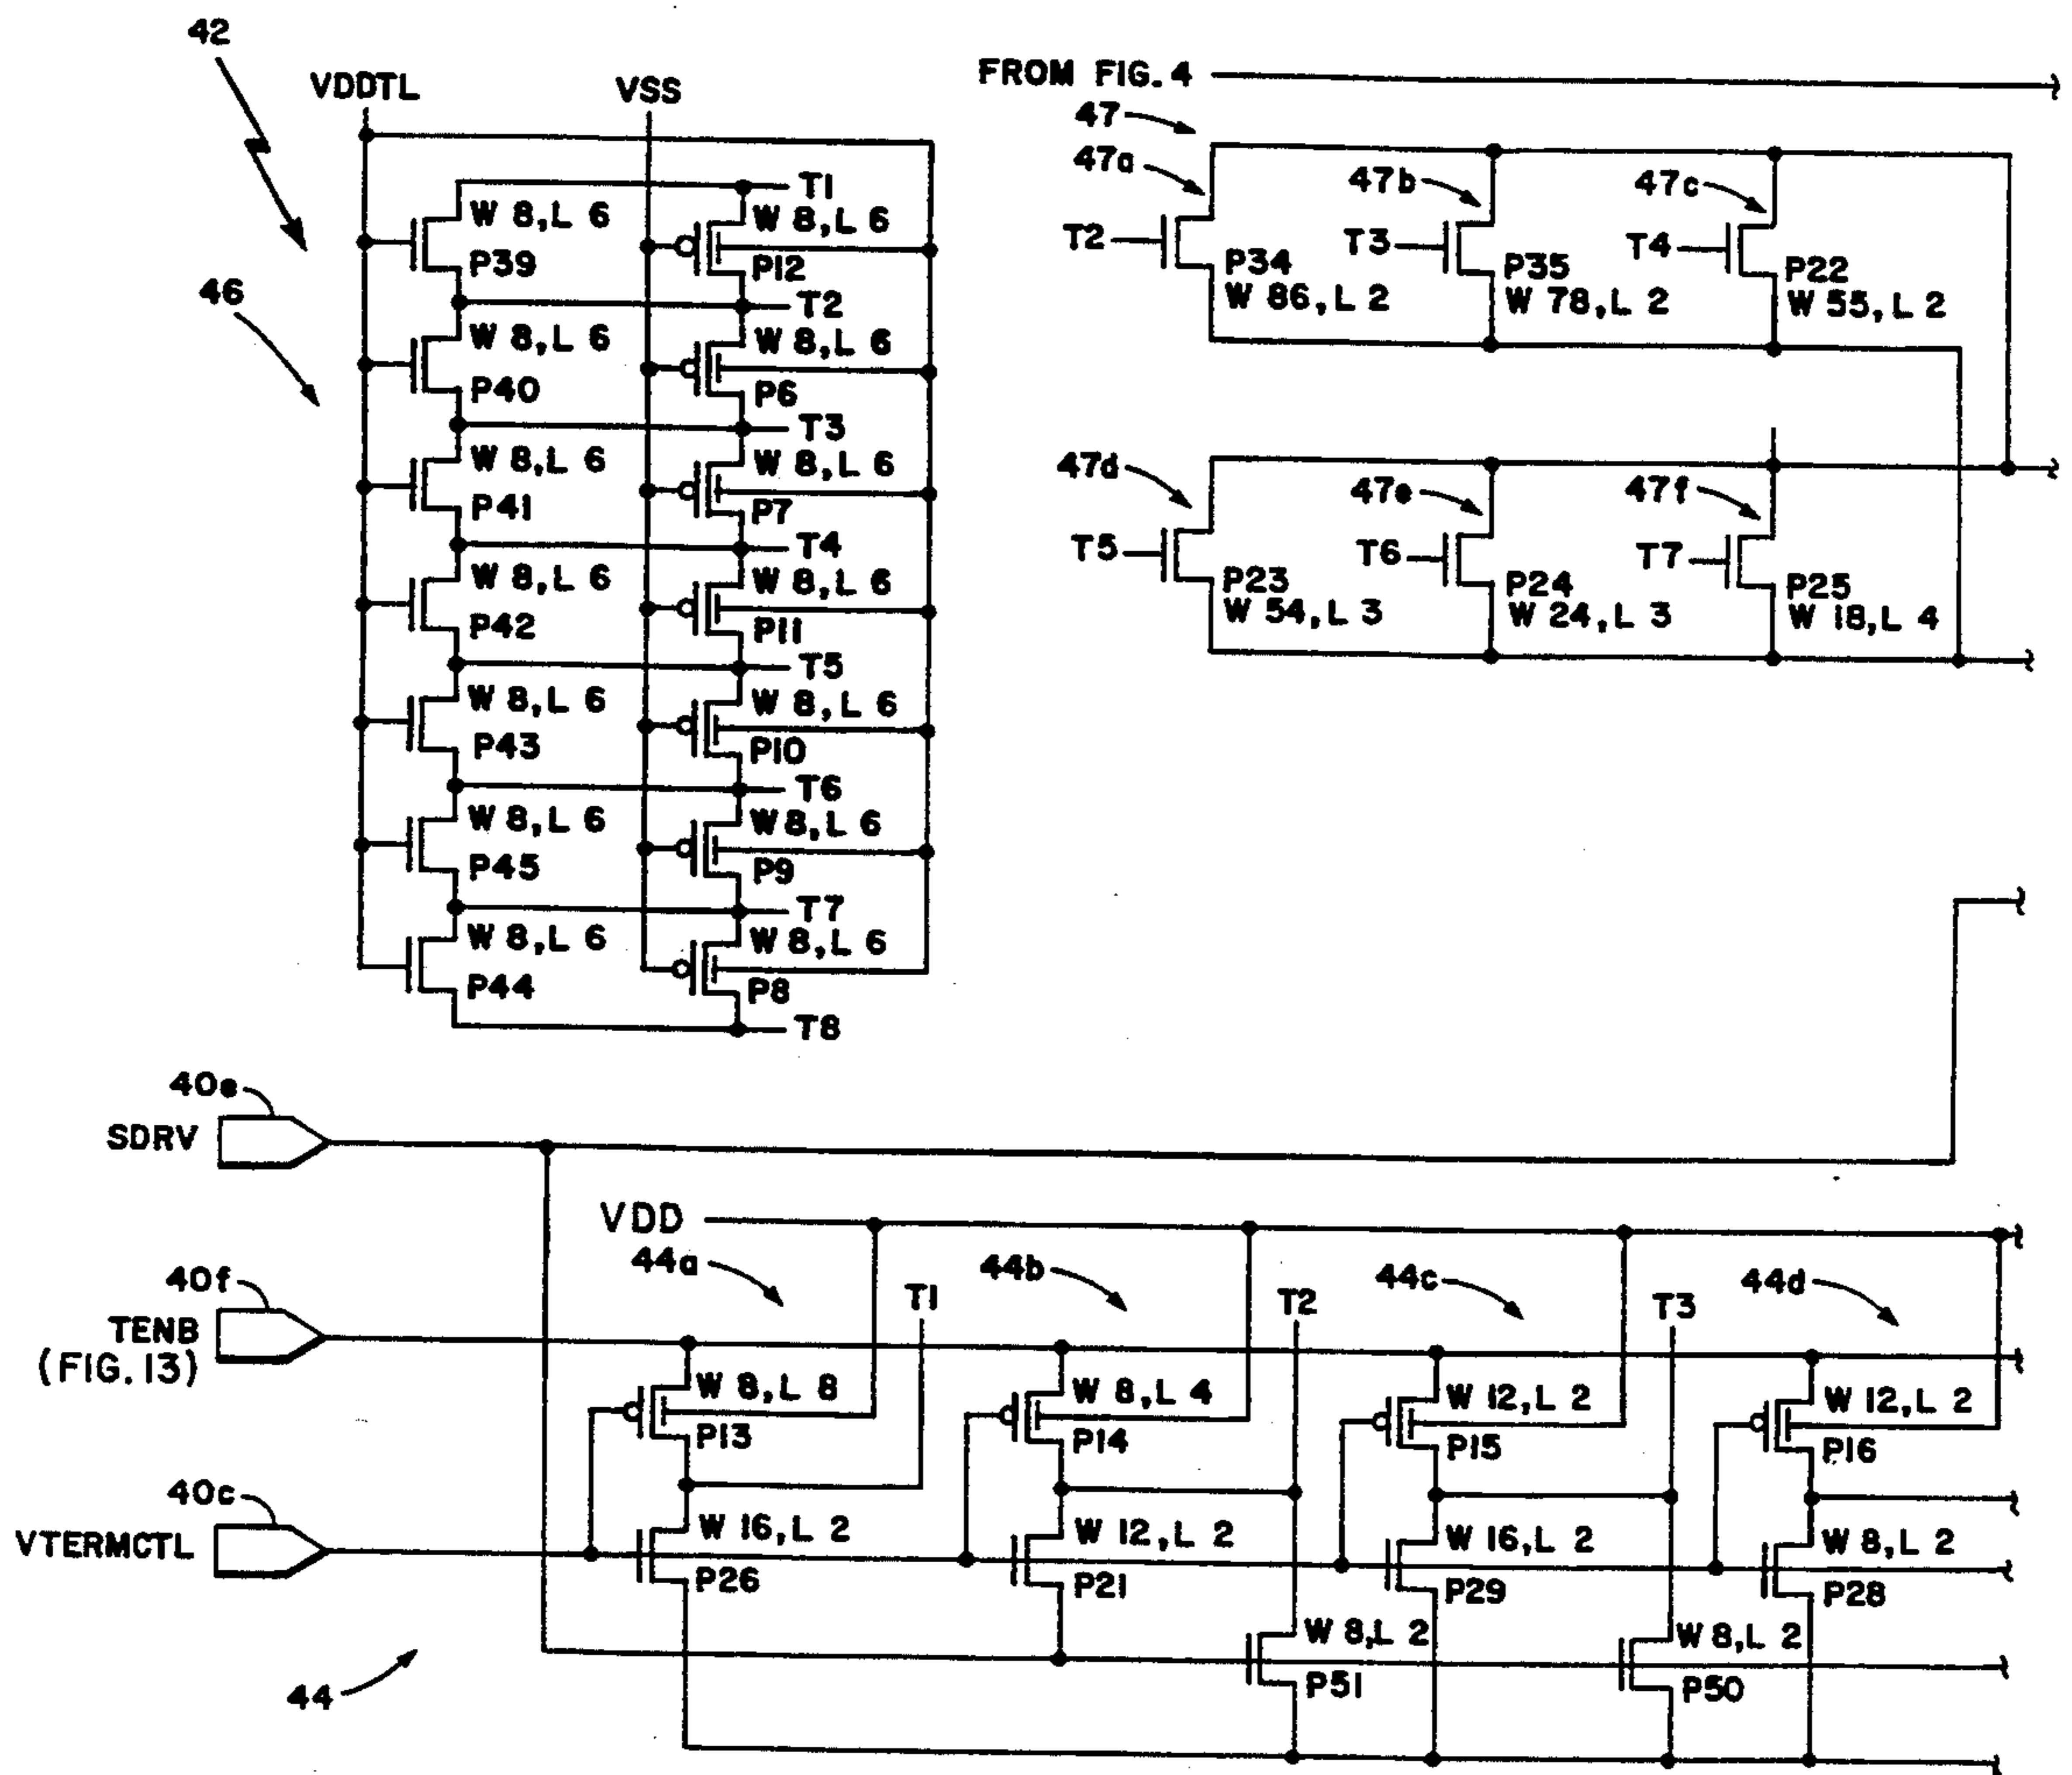 42
VDDTL
VSS
FROM FIG. 4
47
47a
47b
47c
T1
W 8, L 6
W 8, L 6
P39
P12
T2
T3
T4
P34
W 86, L 2
P35
W 78, L 2
P22
W 55, L 2
46
T2
W 8, L 6
W 8, L 6
P40
P6
T3
W 8, L 6
W 8, L 6
P41
P7
47d
47e
47f
T5
T6
T7
P23
W 54, L 3
P24
W 24, L 3
P25
W 18, L 4
T4
W 8, L 6
W 8, L 6
P42
P11
T5
W 8, L 6
W 8, L 6
P43
P10
T6
W 8, L 6
W 8, L 6
P45
P9
T7
W 8, L 6
W 8, L 6
P44
P8
T8
40e
SDRV
VDD
44a
44b
44c
44d
40f
T1
T2
T3
TENB
(FIG. 13)
W 8, L 8
P13
W 8, L 4
P14
W 12, L 2
P15
W 12, L 2
P16
40c
VTERMCTL
W 16, L 2
P26
W 12, L 2
P21
W 16, L 2
P29
W 8, L 2
P28
W 8, L 2
P51
W 8, L 2
P50
44